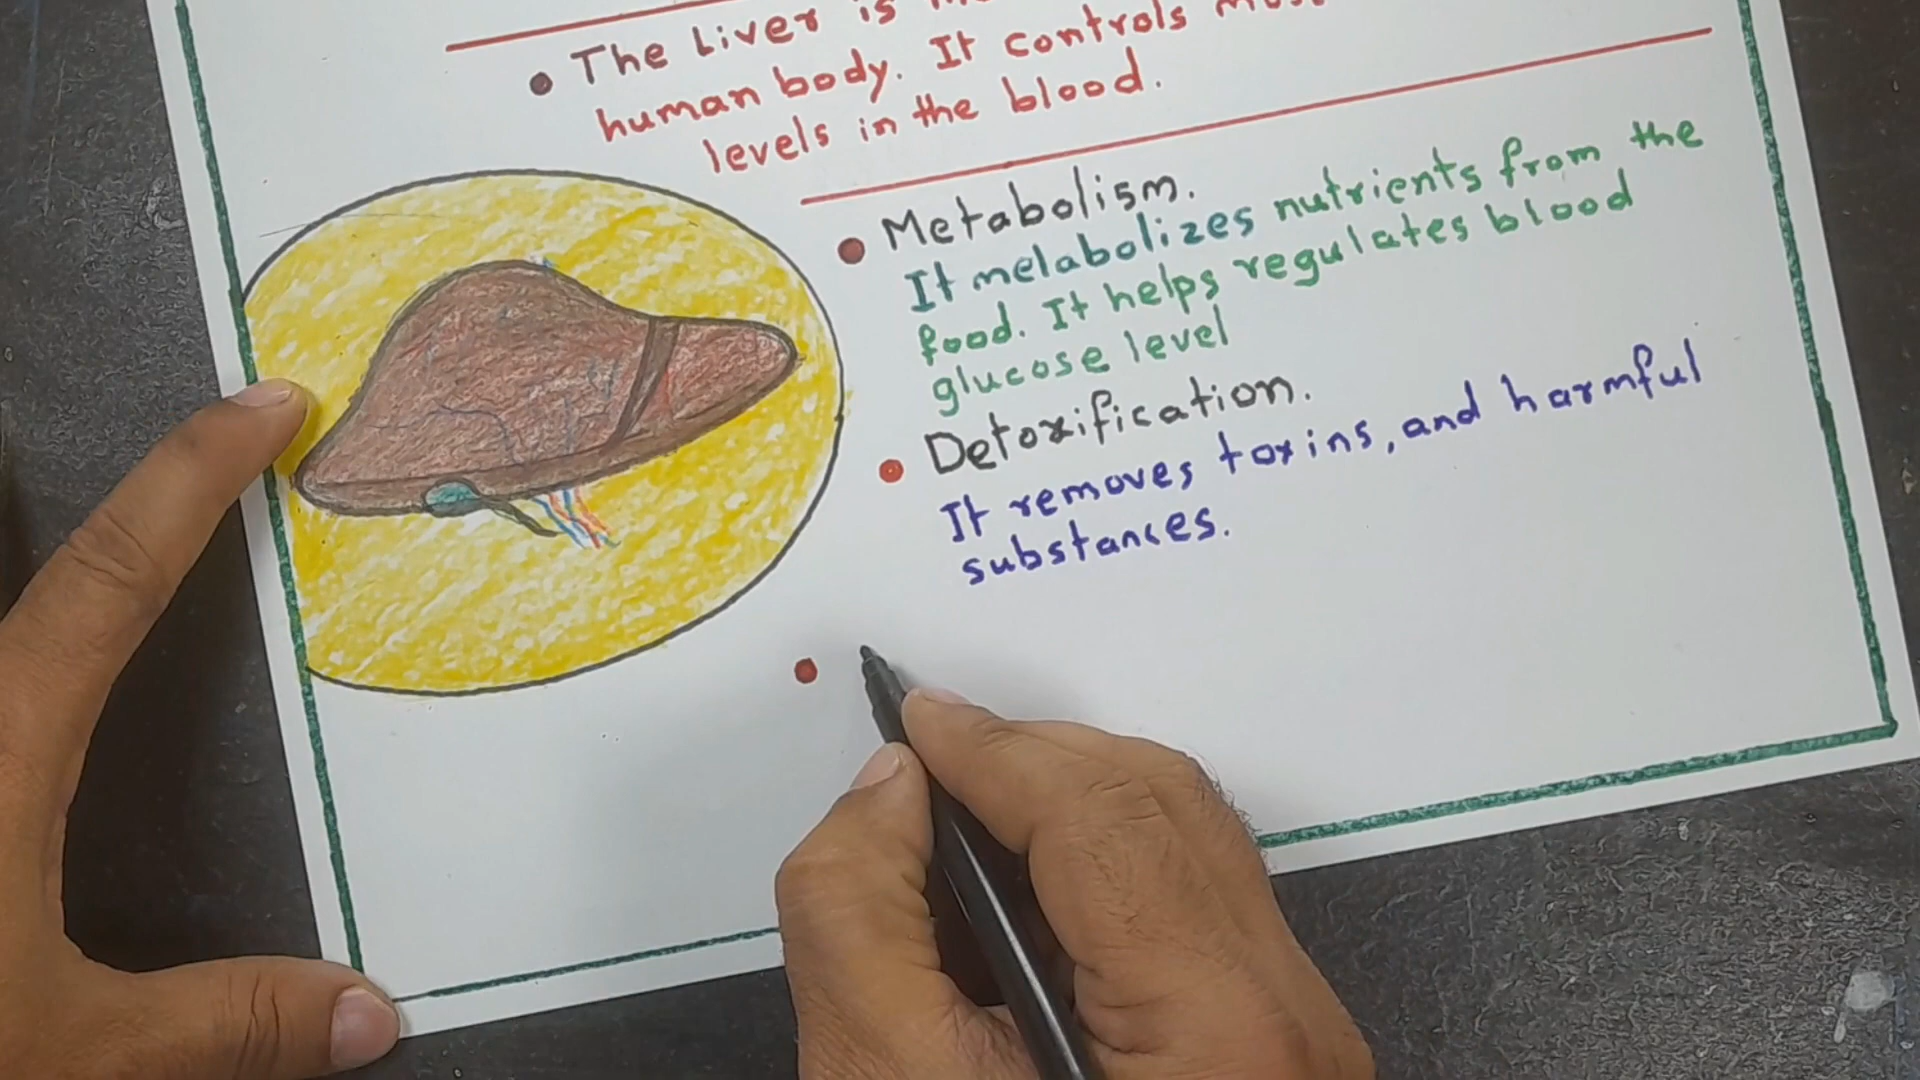 The Liver is
human body. It controls
levels in the blood.
Metabolism.
It melabolizes nutrients from the
food. It helps regulates blood
glucose level
Detoxification.
It removes toxins, and harmful
substances.